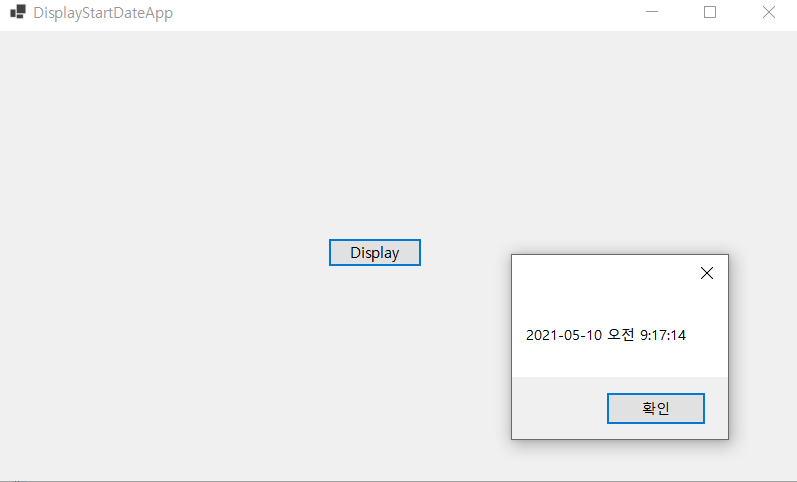 DisplayStartDateApp
Display
2021-05-10 오전 9:17:14
확인